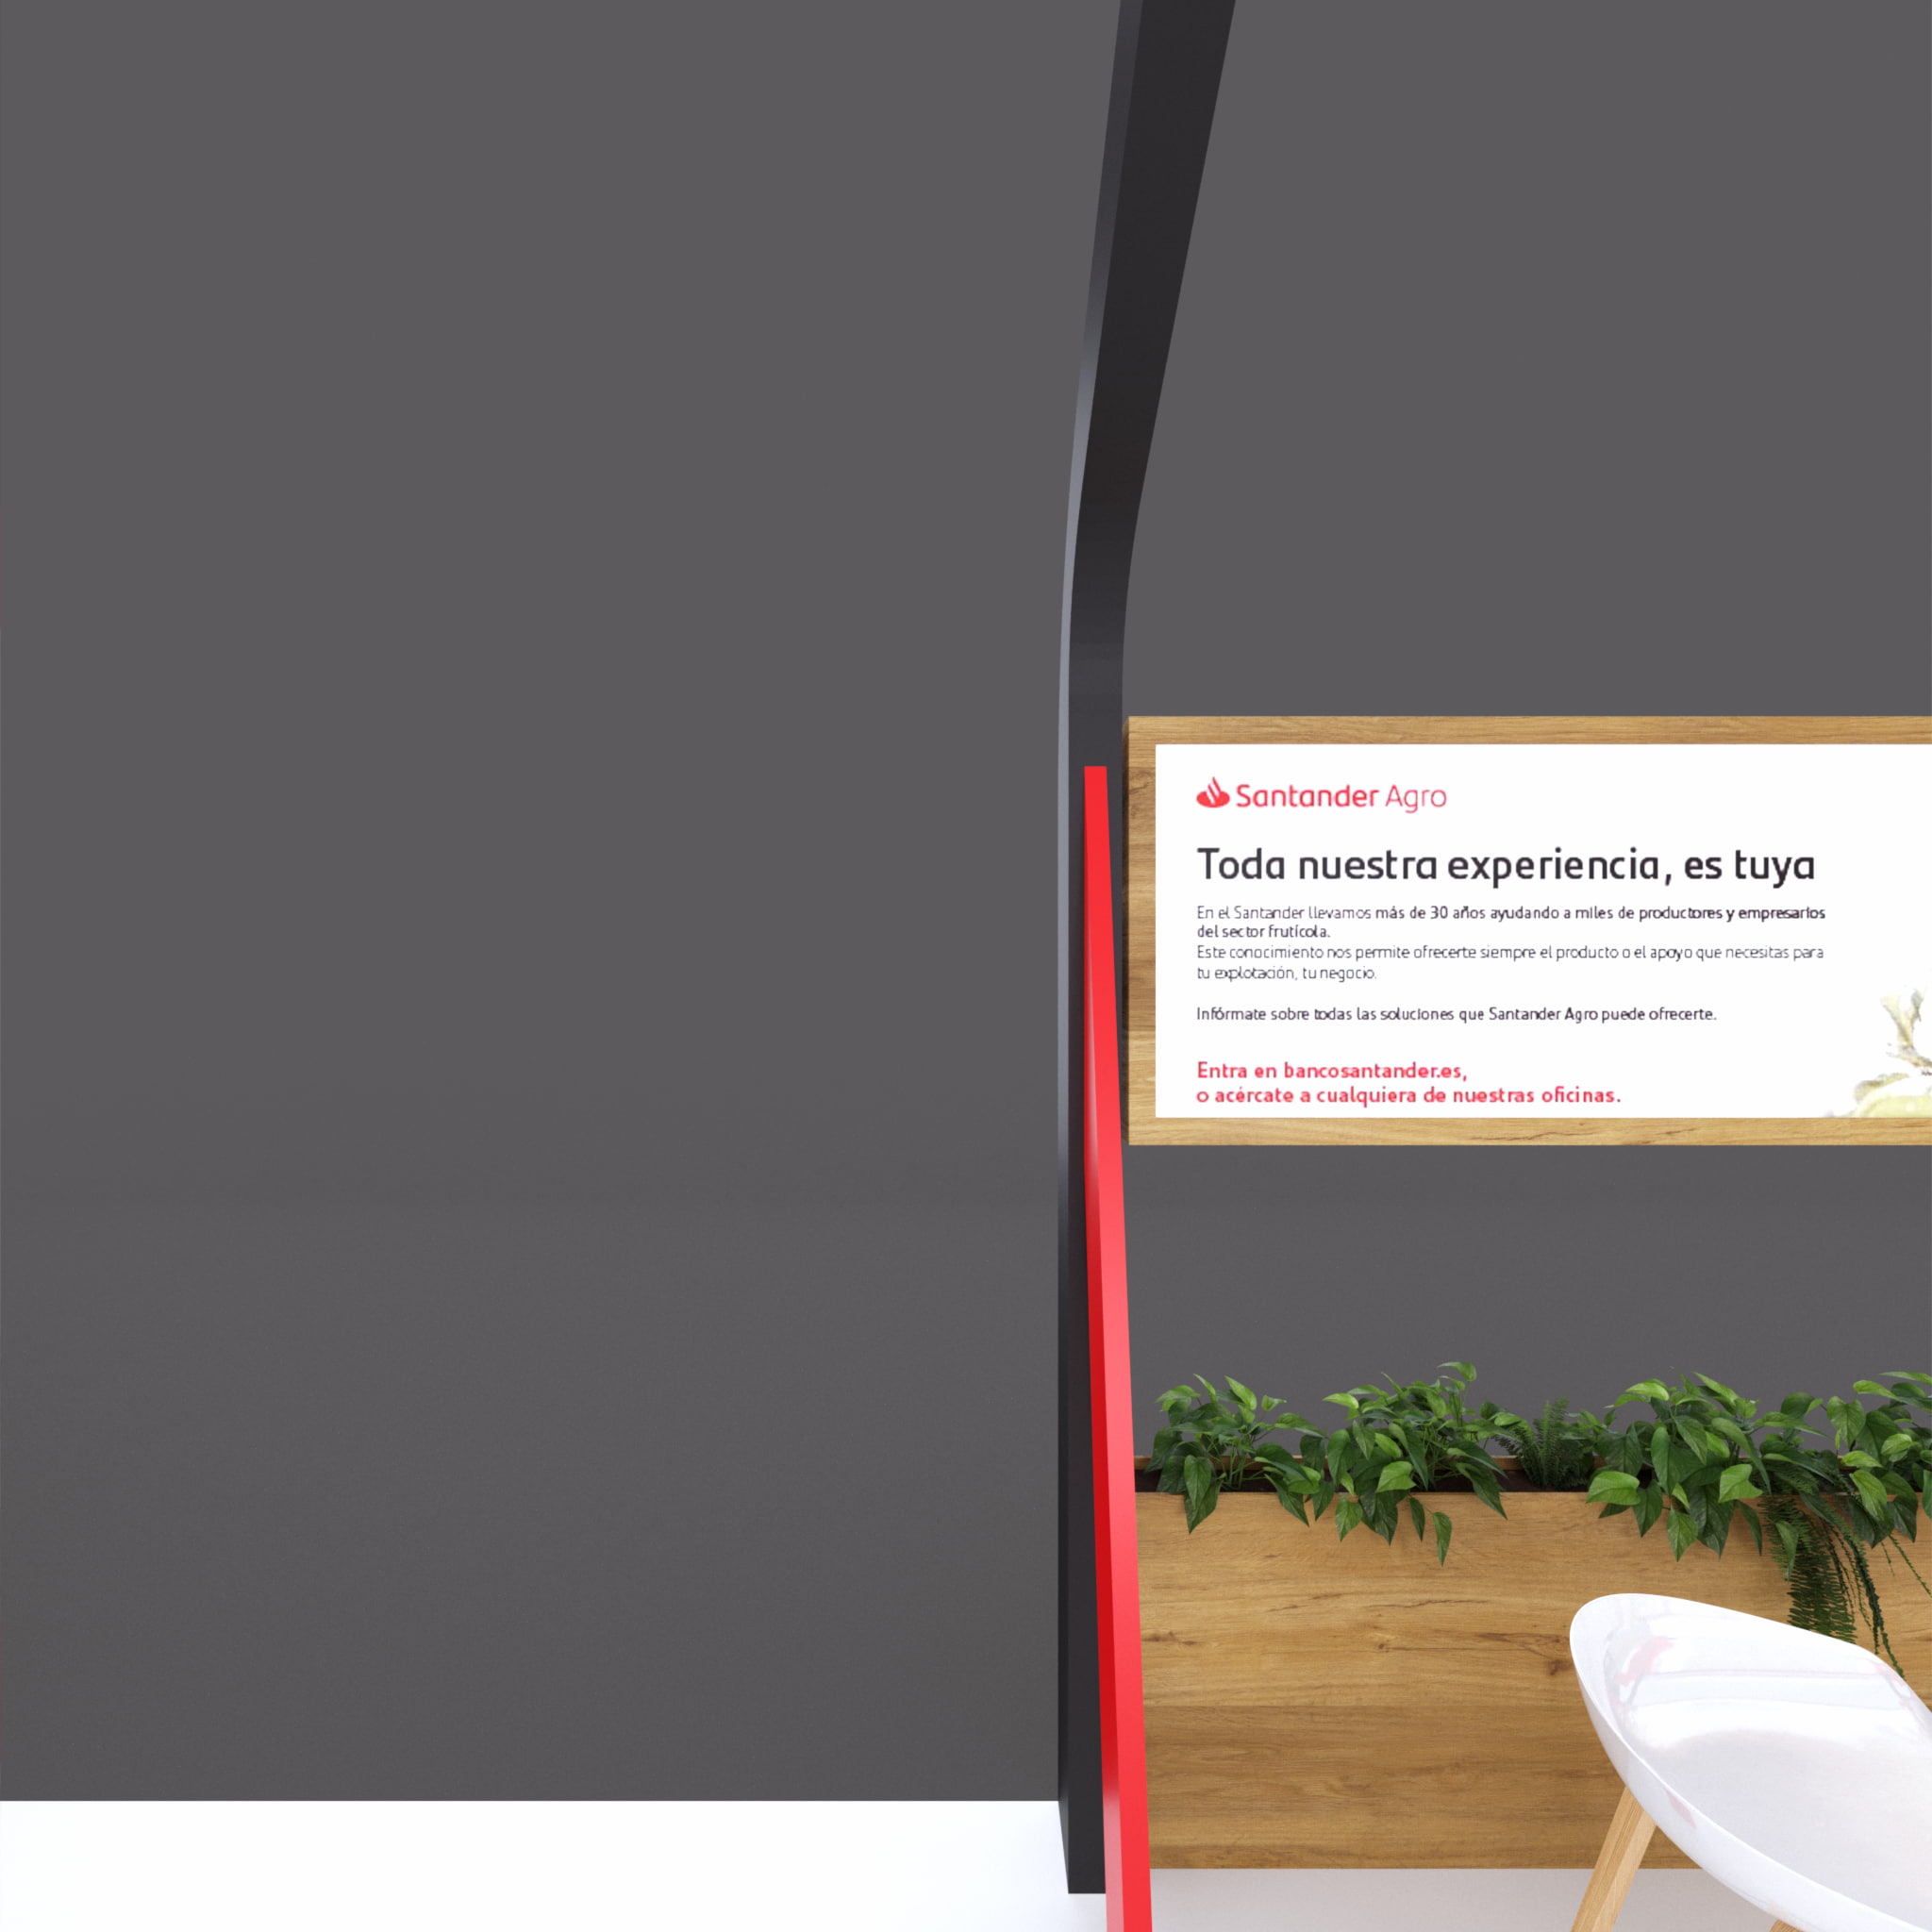 Santander Agro
Toda nuestra experiencia, es tuya
En el Santander llevamos más de 30 años ayudando a miles de productores y empresarios
del sector frutícola.
Este conocimiento nos permite ofrecerte siempre el producto o el apoyo que necesitas para
tu explotación, tu negocio.
Infórmate sobre todas las soluciones que Santander Agro puede ofrecerte.
Entra en bancosantander.es,
o acércate a cualquiera de nuestras oficinas.